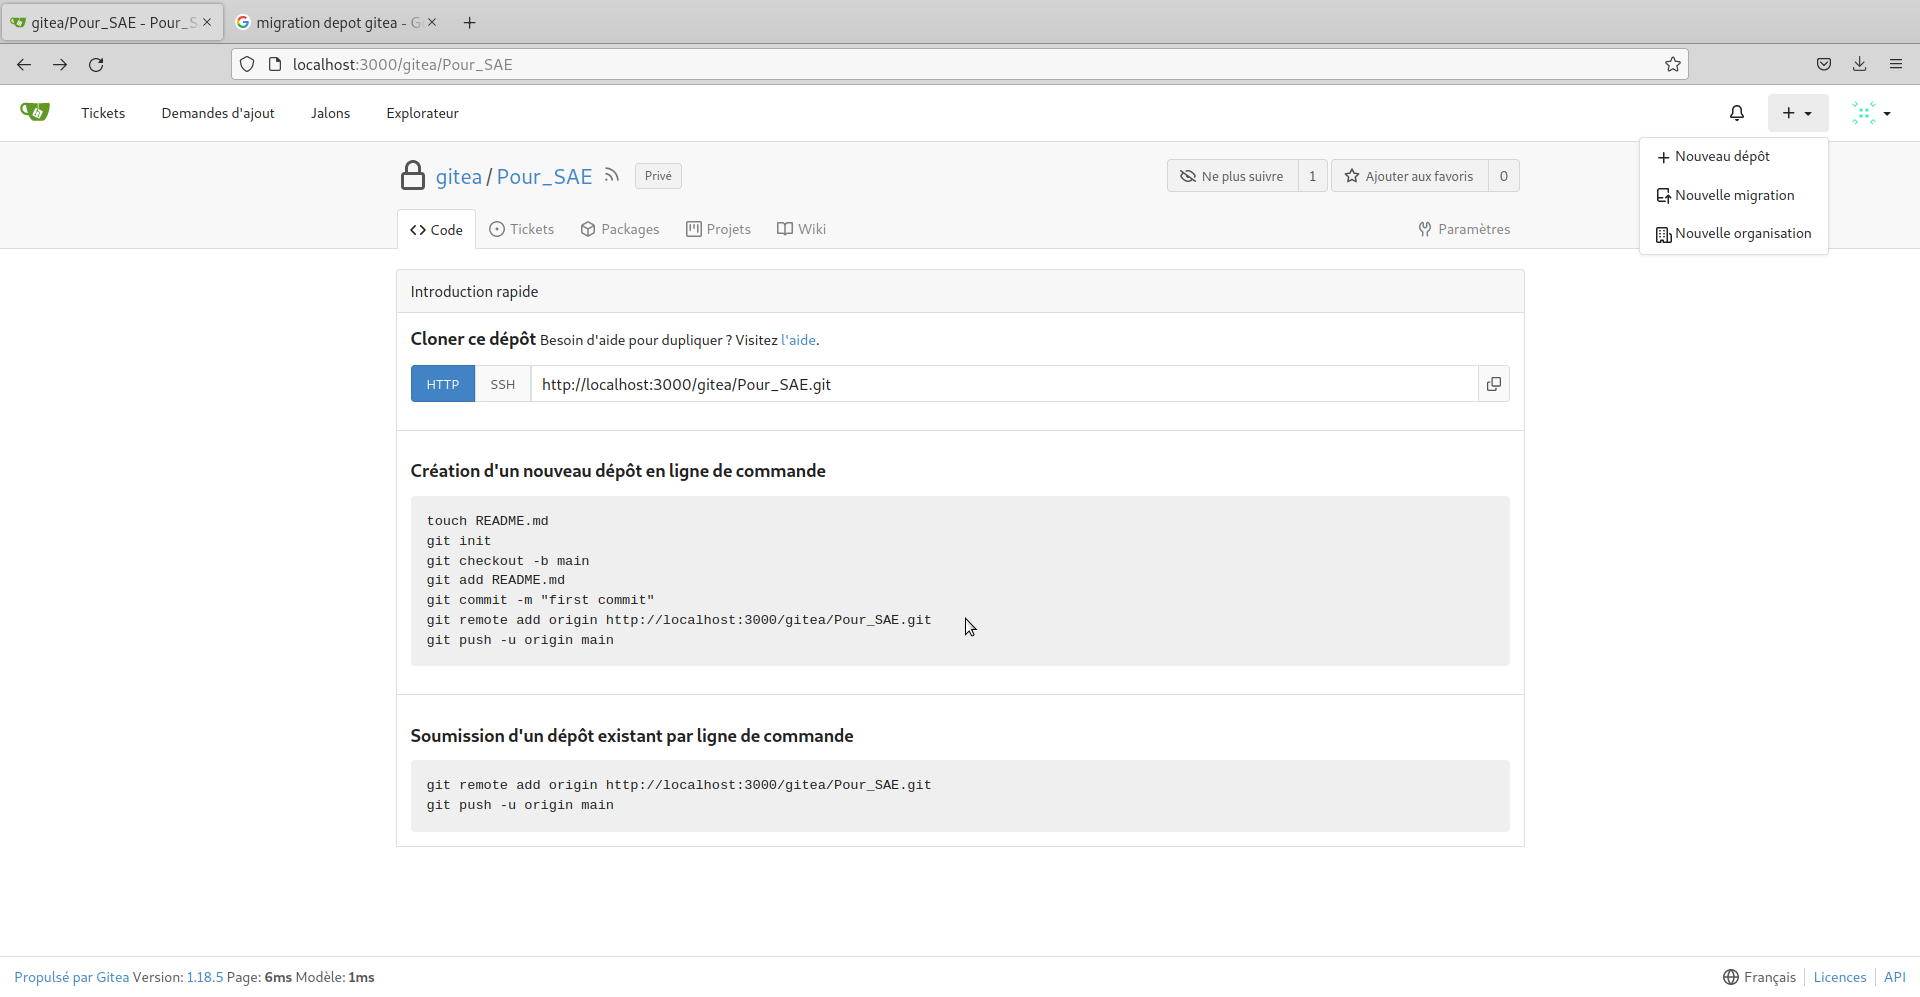 gitea/Pour_SAE - Pour_S
migration depot gitea - G
localhost:3000/gitea/Pour_SAE
Tickets Demandes d'ajout Jalons Explorateur
Nouveau dépôt
Nouvelle migration
Nouvelle organisation
gitea / Pour_SAE Privé Ne plus suivre 1 Ajouter aux favoris 0
Code Tickets Packages Projets Wiki Paramètres
Introduction rapide
Cloner ce dépôt Besoin d'aide pour dupliquer ? Visitez l'aide.
HTTP SSH http://localhost:3000/gitea/Pour_SAE.git
Création d'un nouveau dépôt en ligne de commande
touch README.md
git init
git checkout -b main
git add README.md
git commit -m "first commit"
git remote add origin http://localhost:3000/gitea/Pour_SAE.git
git push -u origin main
Soumission d'un dépôt existant par ligne de commande
git remote add origin http://localhost:3000/gitea/Pour_SAE.git
git push -u origin main
Propulsé par Gitea Version: 1.18.5 Page: 6ms Modèle: 1ms Français Licences API